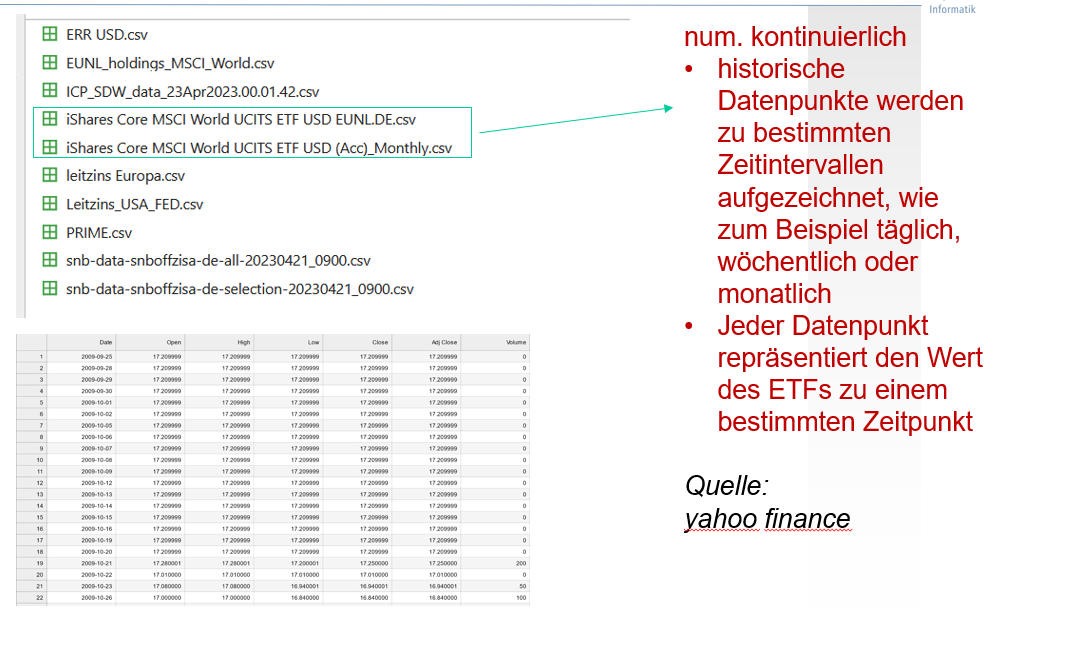 Informatik
ERR USD.csv
EUNL_holdings_MSCI_World.csv
ICP_SDW_data_23Apr2023.00.01.42.csv
iShares Core MSCI World UCITS ETF USD EUNL.DE.csv
iShares Core MSCI World UCITS ETF USD (Acc)_Monthly.csv
leitzins Europa.csv
Leitzins_USA_FED.csv
PRIME.csv
snb-data-snboffzisa-de-all-20230421_0900.csv
snb-data-snboffzisa-de-selection-20230421_0900.csv
num. kontinuierlich
• historische
Datenpunkte werden
zu bestimmten
Zeitintervallen
aufgezeichnet, wie
zum Beispiel täglich,
wöchentlich oder
monatlich
• Jeder Datenpunkt
repräsentiert den Wert
des ETFs zu einem
bestimmten Zeitpunkt
Quelle:
yahoo finance
Date Open High Low Close Adj Close Volume
1 2009-09-25 17.209999 17.209999 17.209999 17.209999 17.209999 0
2 2009-09-28 17.209999 17.209999 17.209999 17.209999 17.209999 0
3 2009-09-29 17.209999 17.209999 17.209999 17.209999 17.209999 0
4 2009-09-30 17.209999 17.209999 17.209999 17.209999 17.209999 0
5 2009-10-01 17.209999 17.209999 17.209999 17.209999 17.209999 0
6 2009-10-02 17.209999 17.209999 17.209999 17.209999 17.209999 0
7 2009-10-05 17.209999 17.209999 17.209999 17.209999 17.209999 0
8 2009-10-06 17.209999 17.209999 17.209999 17.209999 17.209999 0
9 2009-10-07 17.209999 17.209999 17.209999 17.209999 17.209999 0
10 2009-10-08 17.209999 17.209999 17.209999 17.209999 17.209999 0
11 2009-10-09 17.209999 17.209999 17.209999 17.209999 17.209999 0
12 2009-10-12 17.209999 17.209999 17.209999 17.209999 17.209999 0
13 2009-10-13 17.209999 17.209999 17.209999 17.209999 17.209999 0
14 2009-10-14 17.209999 17.209999 17.209999 17.209999 17.209999 0
15 2009-10-15 17.209999 17.209999 17.209999 17.209999 17.209999 0
16 2009-10-16 17.209999 17.209999 17.209999 17.209999 17.209999 0
17 2009-10-19 17.209999 17.209999 17.209999 17.209999 17.209999 0
18 2009-10-20 17.209999 17.209999 17.209999 17.209999 17.209999 0
19 2009-10-21 17.280001 17.280001 17.200001 17.250000 17.250000 200
20 2009-10-22 17.010000 17.010000 17.010000 17.010000 17.010000 0
21 2009-10-23 17.080000 17.080000 16.940001 16.940001 16.940001 50
22 2009-10-26 17.000000 17.000000 16.840000 16.840000 16.840000 100